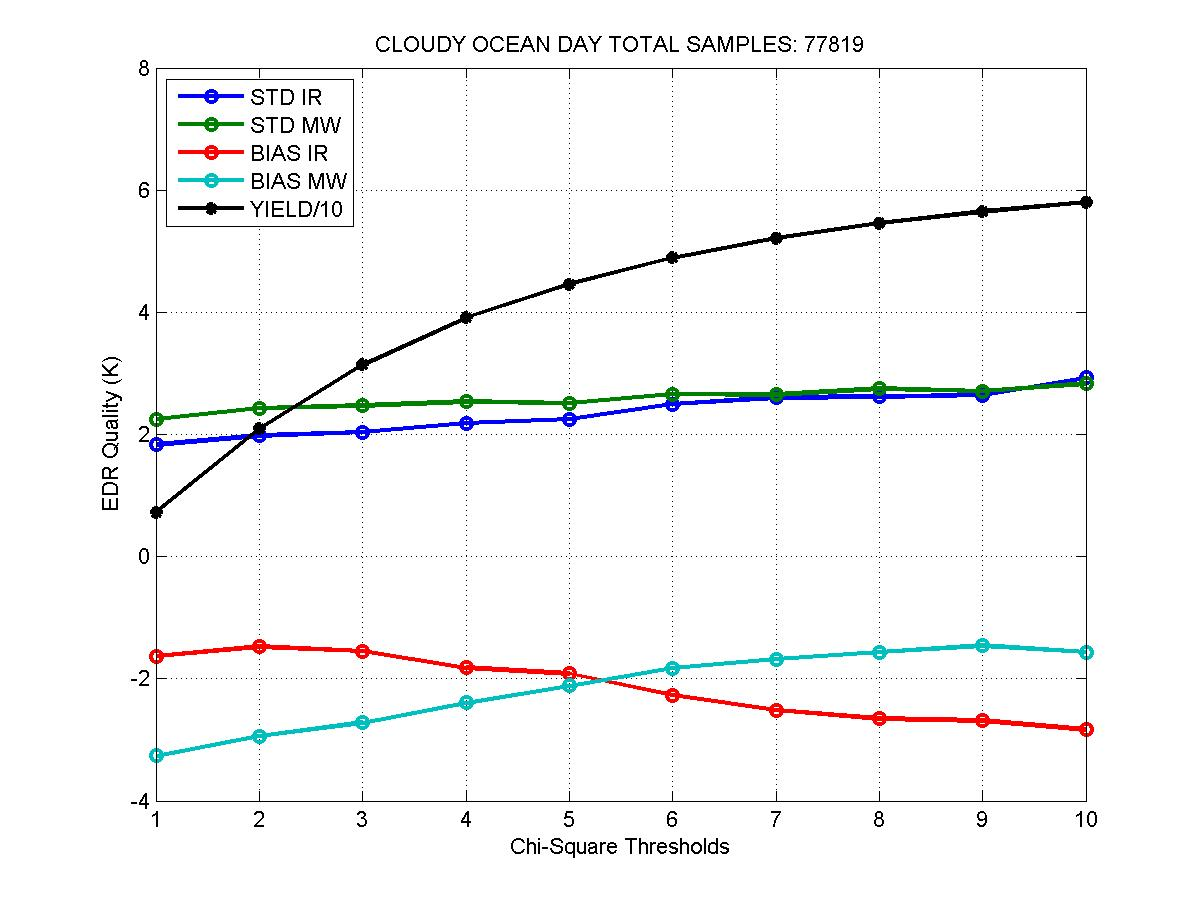 CLOUDY OCEAN DAY TOTAL SAMPLES: 77819
STD IR
STD MW
BIAS IR
BIAS MW
YIELD/10
EDR Quality (K)
8
6
4
2
0
-2
-4
1 2 3 4 5 6 7 8 9 10
Chi-Square Thresholds